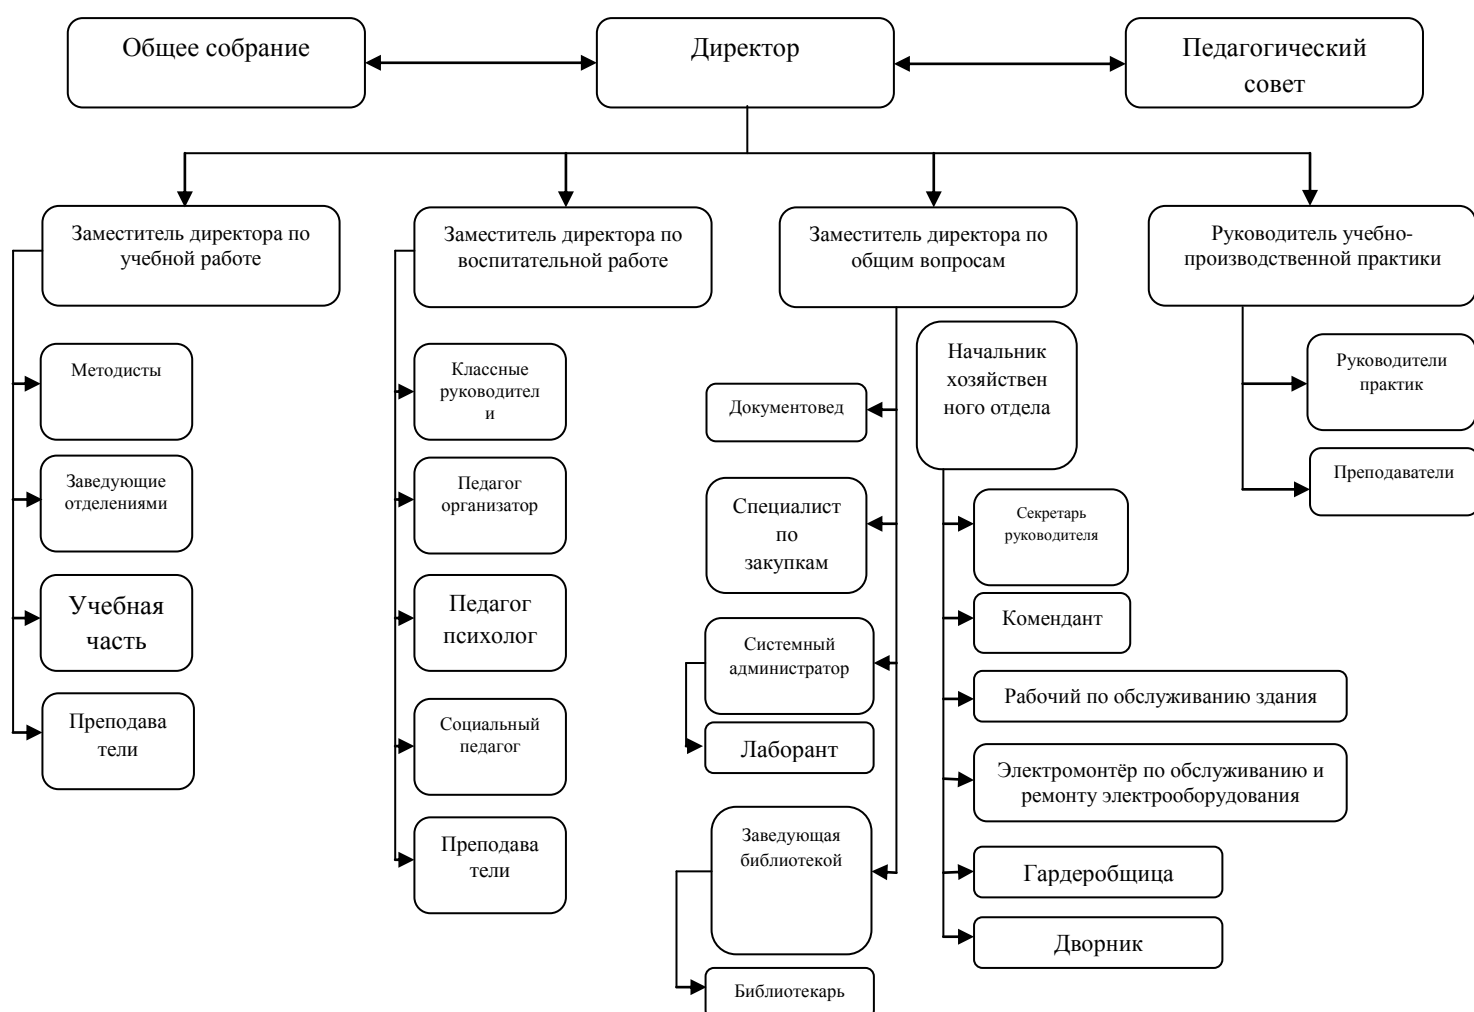 Общее собрание
Директор
Педагогический
совет
Заместитель директора по
учебной работе
Заместитель директора по
воспитательной работе
Заместитель директора по
общим вопросам
Руководитель учебно-
производственной практики
Методисты
Заведующие
отделениями
Учебная
часть
Преподава
тели
Классные
руководител
и
Педагог
организатор
Педагог
психолог
Социальный
педагог
Преподава
тели
Документовед
Специалист
по
закупкам
Системный
администратор
Лаборант
Заведующая
библиотекой
Библиотекарь
Начальник
хозяйствен
ного отдела
Секретарь
руководителя
Комендант
Рабочий по обслуживанию здания
Электромонтёр по обслуживанию и
ремонту электрооборудования
Гардеробщица
Дворник
Руководители
практик
Преподаватели